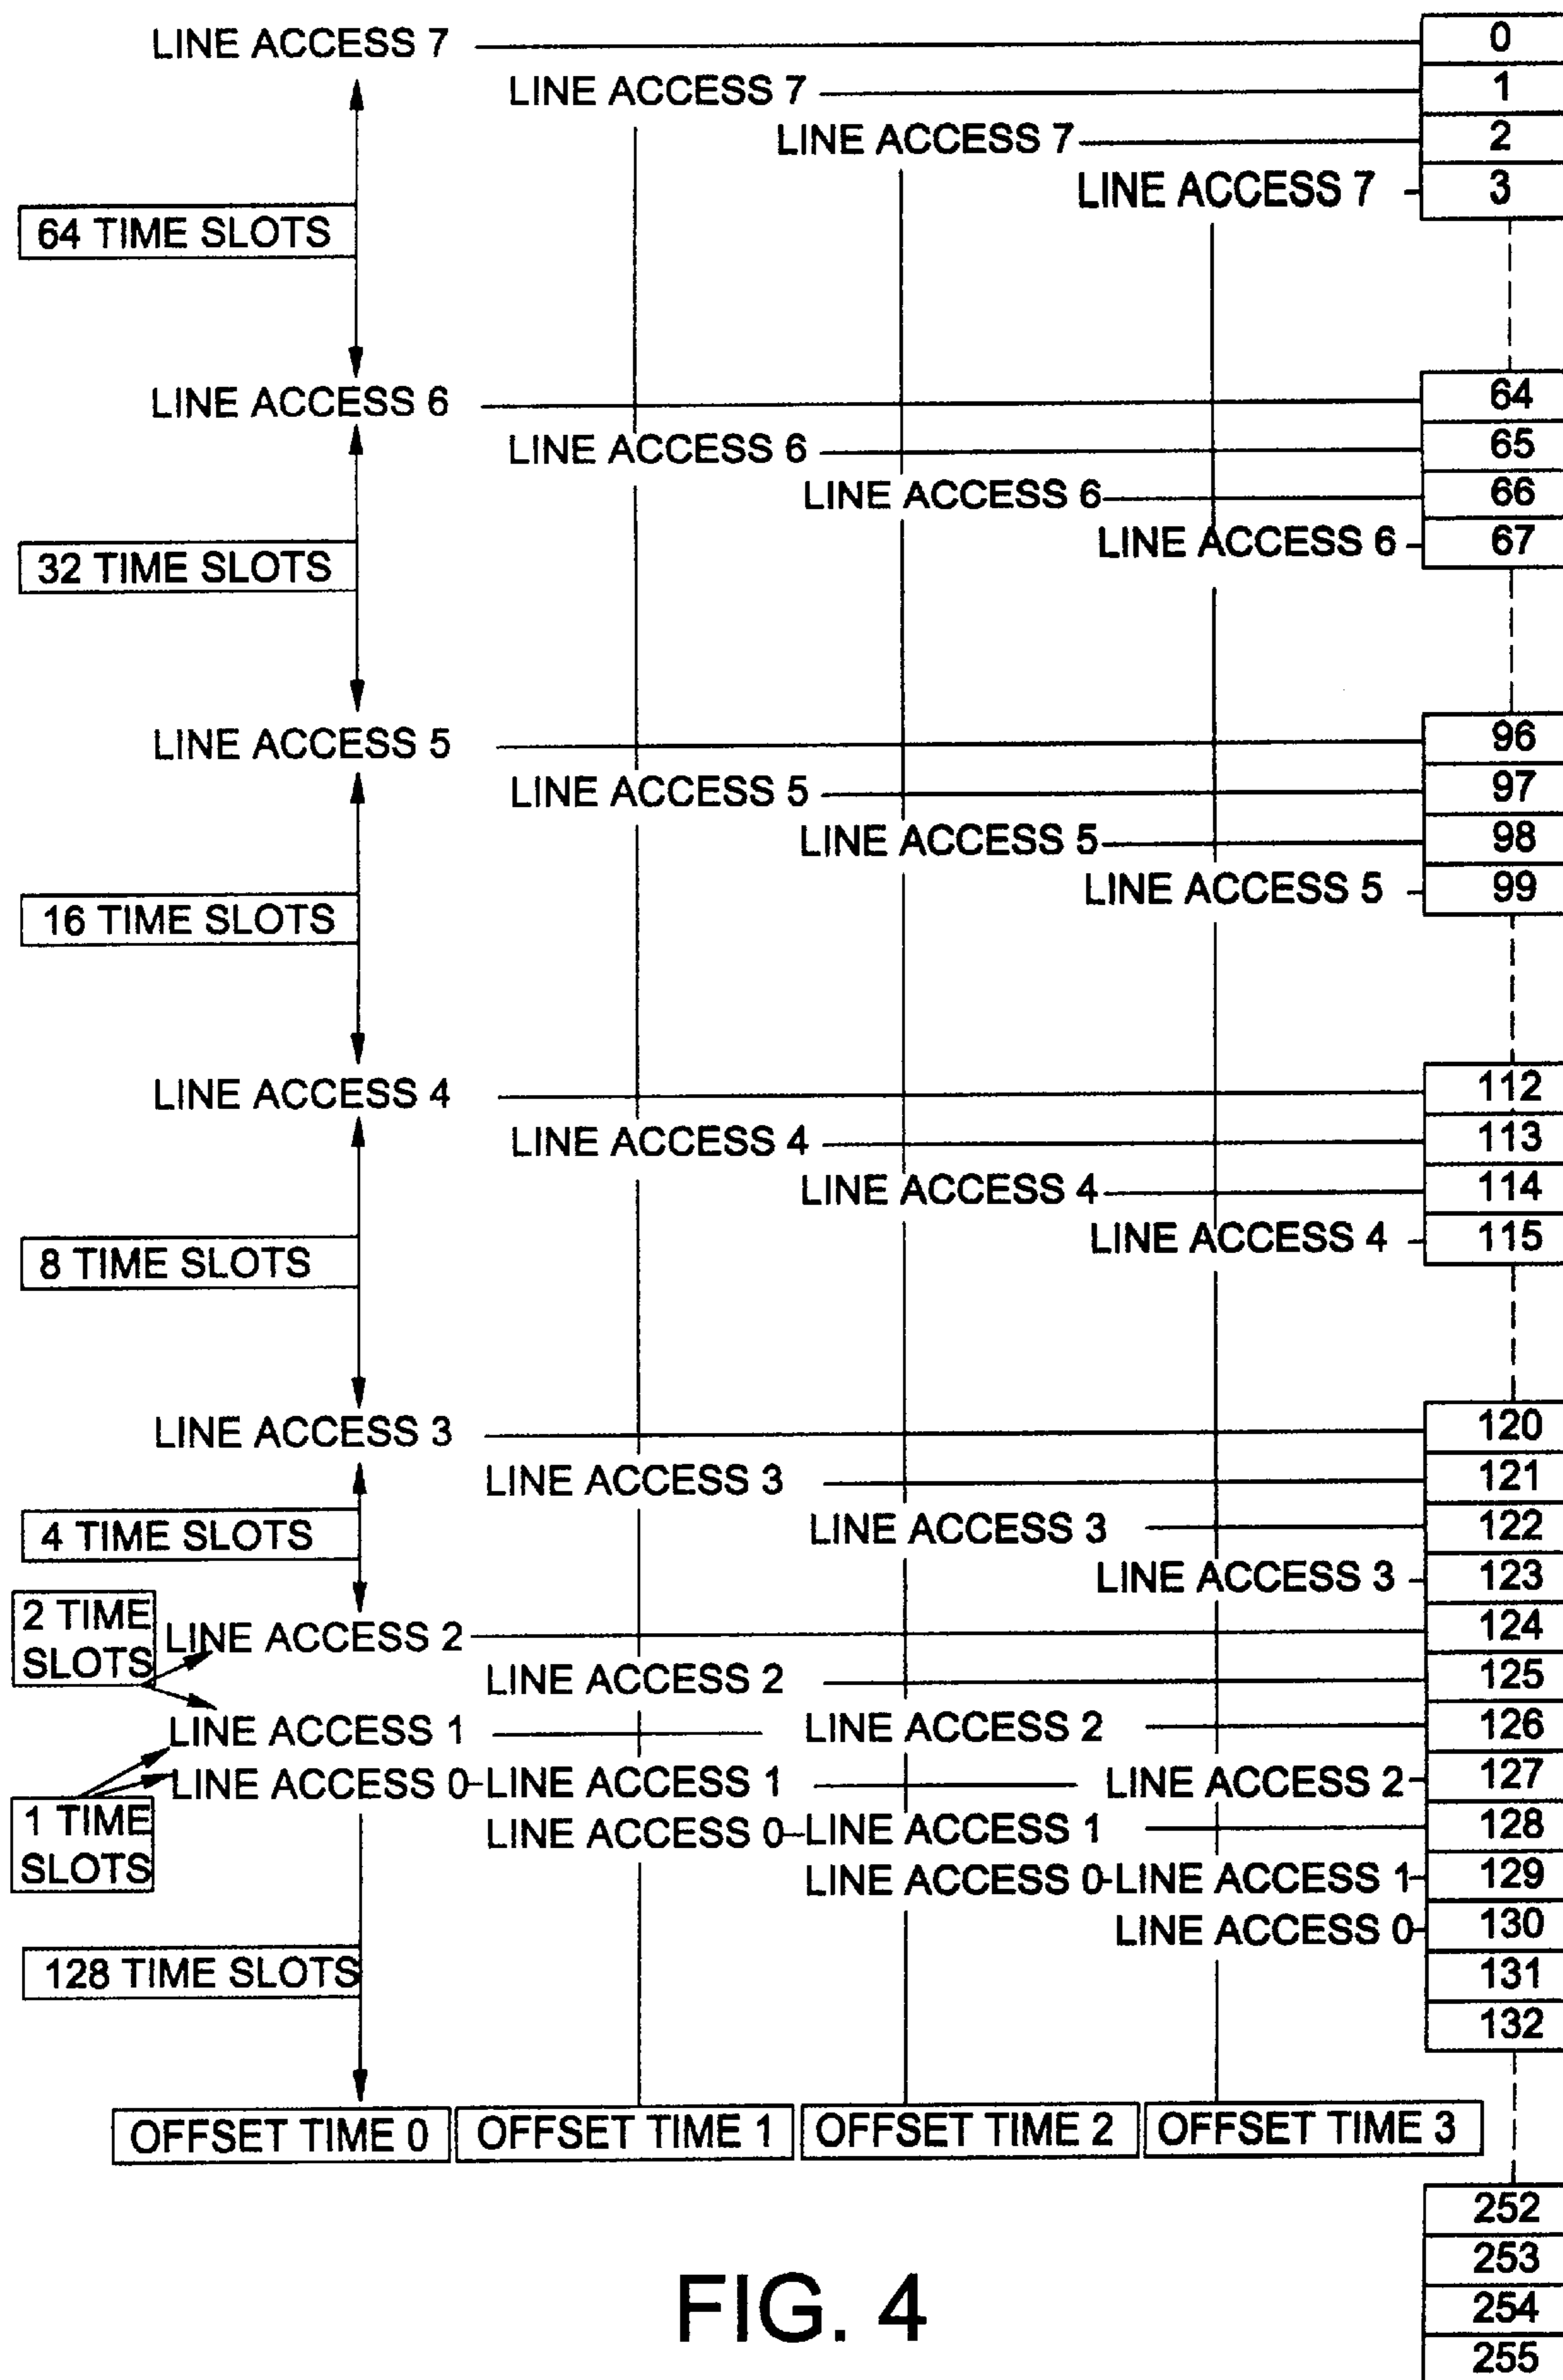 LINE ACCESS 7 0
LINE ACCESS 7 1
LINE ACCESS 7 2
LINE ACCESS 7 3
64 TIME SLOTS
LINE ACCESS 6 64
LINE ACCESS 6 65
LINE ACCESS 6 66
LINE ACCESS 6 67
32 TIME SLOTS
LINE ACCESS 5 96
LINE ACCESS 5 97
LINE ACCESS 5 98
LINE ACCESS 5 99
16 TIME SLOTS
LINE ACCESS 4 112
LINE ACCESS 4 113
LINE ACCESS 4 114
LINE ACCESS 4 115
8 TIME SLOTS
LINE ACCESS 3 120
LINE ACCESS 3 121
LINE ACCESS 3 122
4 TIME SLOTS
LINE ACCESS 3 123
2 TIME
SLOTS
LINE ACCESS 2 124
LINE ACCESS 2 125
LINE ACCESS 1 LINE ACCESS 2 126
LINE ACCESS 0 LINE ACCESS 1 LINE ACCESS 2 127
1 TIME
SLOTS
LINE ACCESS 0 LINE ACCESS 1 128
LINE ACCESS 0 LINE ACCESS 1 129
LINE ACCESS 0 130
128 TIME SLOTS 131
132
OFFSET TIME 0 OFFSET TIME 1 OFFSET TIME 2 OFFSET TIME 3
252
253
254
255
FIG. 4